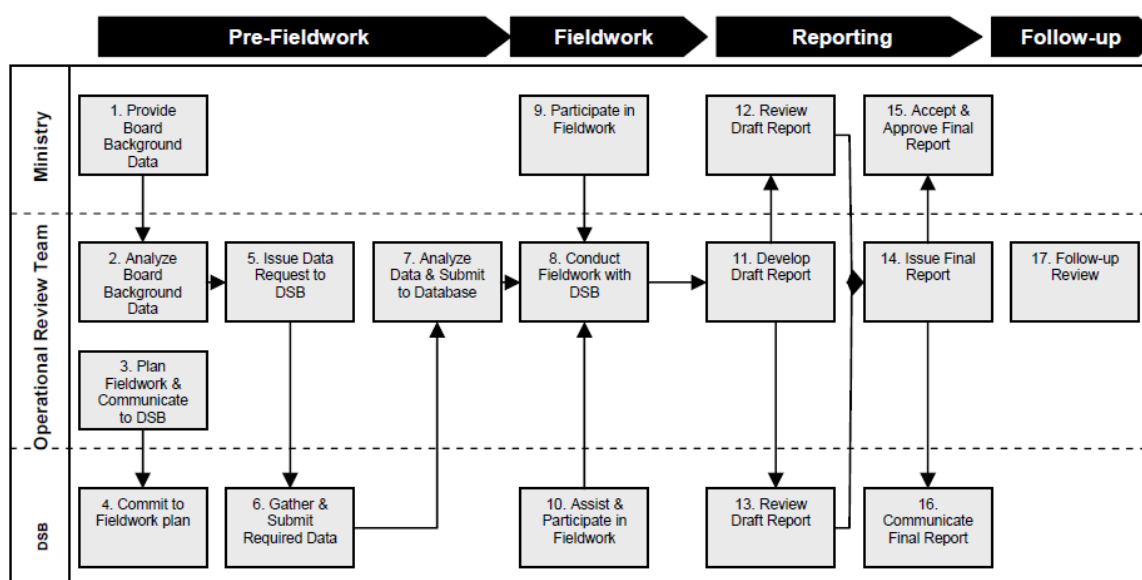 Pre-Fieldwork
Fieldwork
Reporting
Follow-up
Ministry
1. Provide
Board
Background
Data
9. Participate in
Fieldwork
12. Review
Draft Report
15. Accept &
Approve Final
Report
Operational Review Team
2. Analyze
Board
Background
Data
5. Issue Data
Request to
DSB
7. Analyze
Data & Submit
to Database
8. Conduct
Fieldwork with
DSB
11. Develop
Draft Report
14. Issue Final
Report
17. Follow-up
Review
3. Plan
Fieldwork &
Communicate
to DSB
DSB
4. Commit to
Fieldwork plan
6. Gather &
Submit
Required Data
10. Assist &
Participate in
Fieldwork
13. Review
Draft Report
16.
Communicate
Final Report